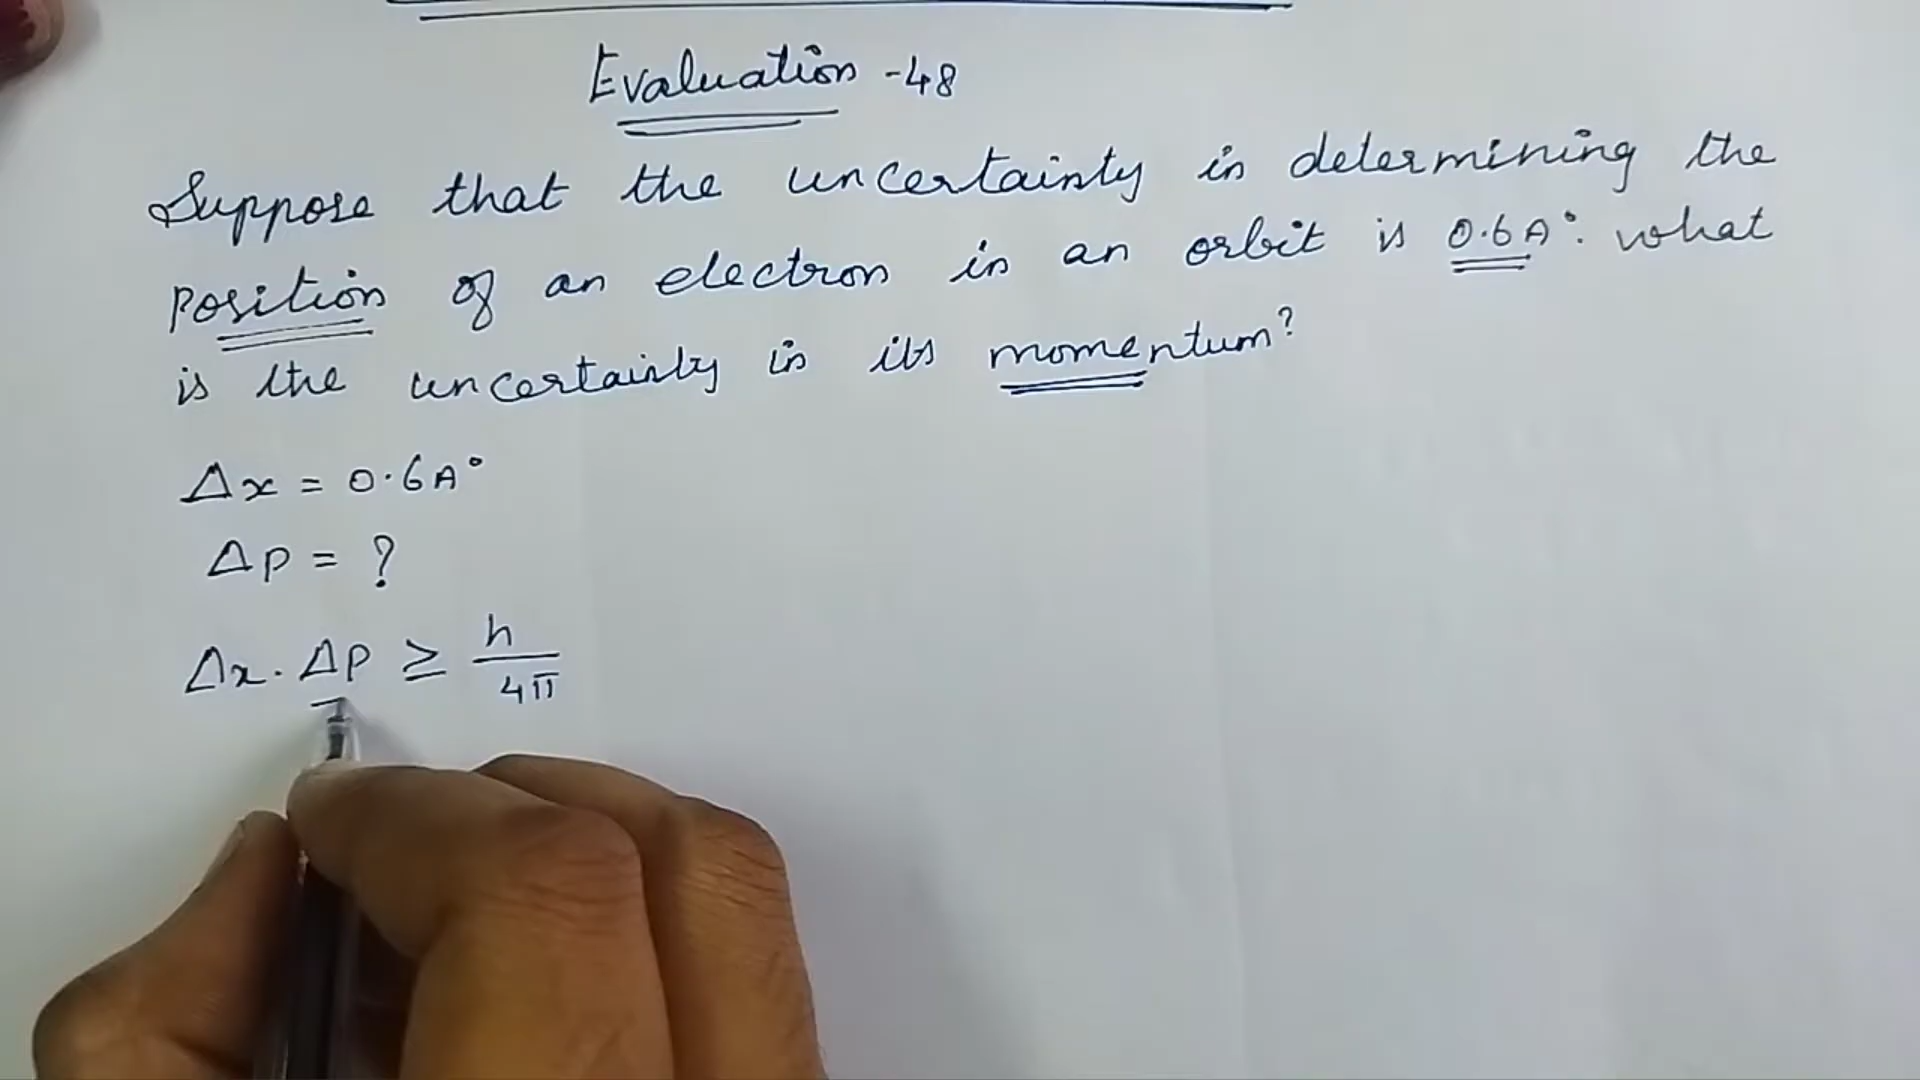 Evaluation - 48
Suppose that the uncertainty in determining the
position of an electron in an orbit is 0.6A°. what
is the uncertainty in its momentum?
Δx = 0.6A°
Δp = ?
Δx . Δp ≥ h / 4π